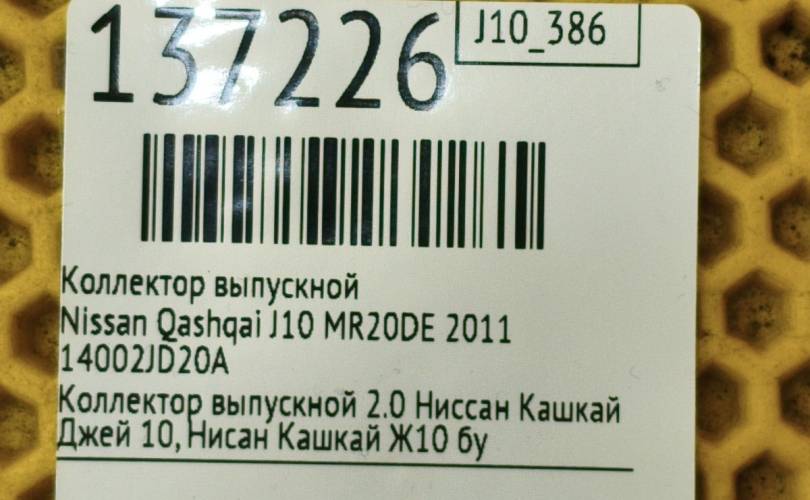 137226
J10_386
Коллектор выпускной
Nissan Qashqai J10 MR20DE 2011
14002JD20A
Коллектор выпускной 2.0 Ниссан Кашкай
Джей 10, Нисан Кашкай Ж10 бу